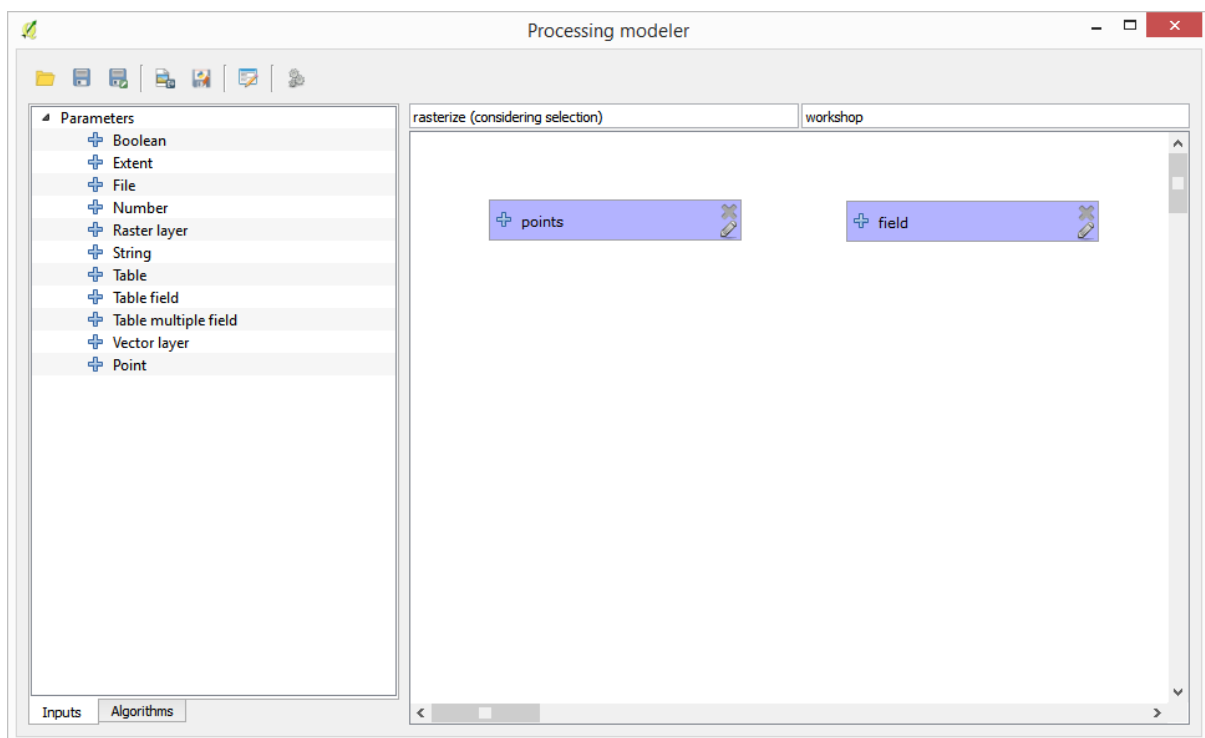 Processing modeler
Parameters
Boolean
Extent
File
Number
Raster layer
String
Table
Table field
Table multiple field
Vector layer
Point
Inputs Algorithms
rasterize (considering selection) workshop
points field